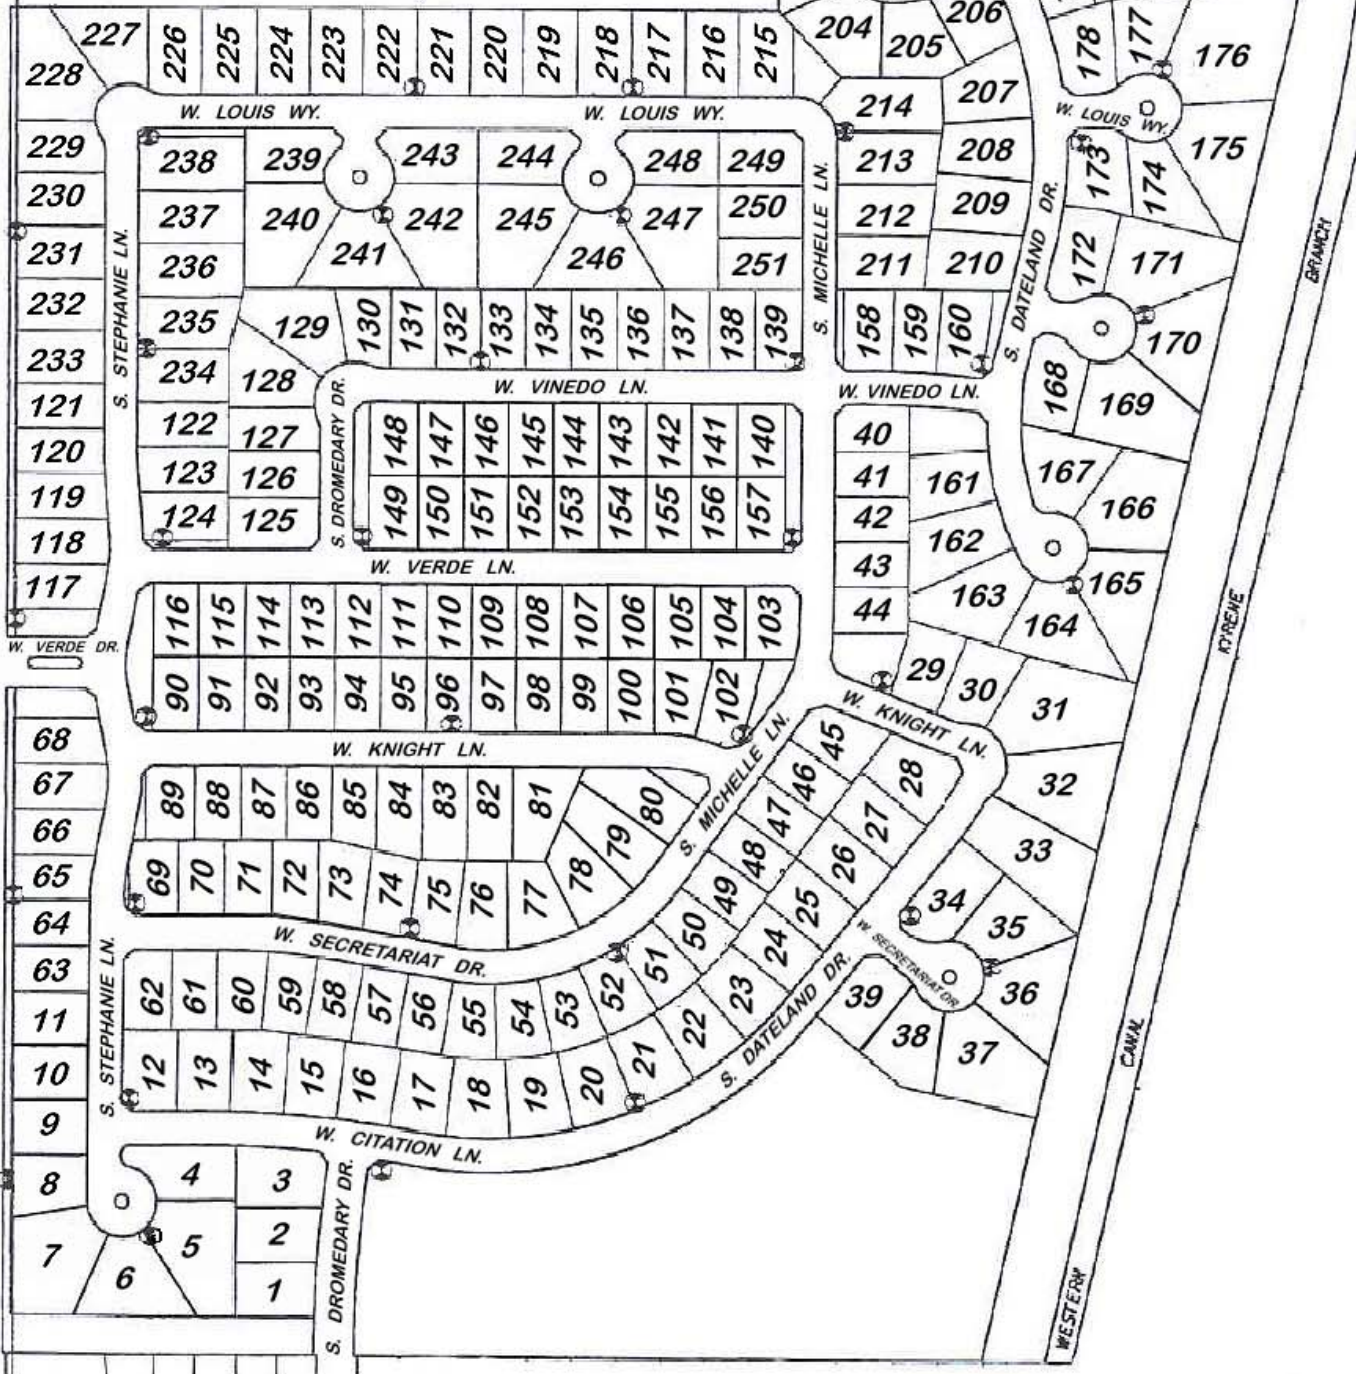 227 226 225 224 223 222 221 220 219 218 217 216 215 204 205 206 178 177 176
228
W. LOUIS WY. W. LOUIS WY. 214 207 W. LOUIS WY.
229 238 239 243 244 248 249 213 208 173 174 175
230 237 240 242 245 247 250 212 209
231 236 241 246 251 211 210 172 171
S. STEPHANIE LN. S. MICHELLE LN. S. DATELAND DR. BRANCH
232 235 129 130 131 132 133 134 135 136 137 138 139 158 159 160 170
233 234 128 W. VINEDO LN. W. VINEDO LN. 168 169
121 122 127 148 147 146 145 144 143 142 141 140 40
120 123 126 S. DROMEDARY DR. 41 161 167
119 124 125 149 150 151 152 153 154 155 156 157 42 162 166
118 W. VERDE LN. 43 163 165
117 116 115 114 113 112 111 110 109 108 107 106 105 104 103 44 164
W. VERDE DR. KYRENE
90 91 92 93 94 95 96 97 98 99 100 101 102 29 30 31
68 W. KNIGHT LN. S. MICHELLE LN. 45 W. KNIGHT LN.
67 89 88 87 86 85 84 83 82 81 80 46 28 32
66 79 47 27 33
65 69 70 71 72 73 74 75 76 77 78 48 26
64 49 25 34 35
W. SECRETARIAT DR. 50 24 W. SECRETARIAT DR.
63 62 61 60 59 58 57 56 55 54 53 52 51 23 39 36
11 S. STEPHANIE LN. 22 S. DATELAND DR. 38 37
10 12 13 14 15 16 17 18 19 20 21 CANAL
9 W. CITATION LN.
8 4 3
7 5 2 S. DROMEDARY DR.
6 1 WESTERN